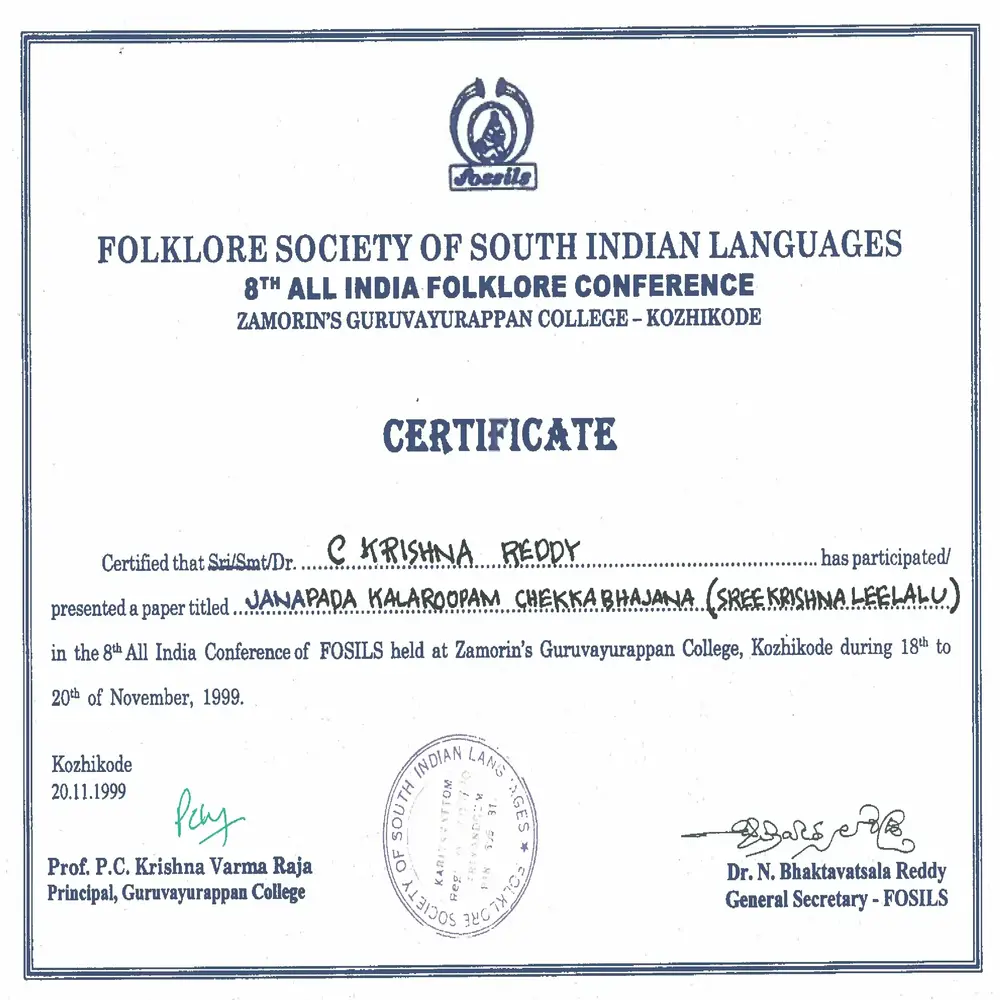 fossils
FOLKLORE SOCIETY OF SOUTH INDIAN LANGUAGES
8TH ALL INDIA FOLKLORE CONFERENCE
ZAMORIN'S GURUVAYURAPPAN COLLEGE – KOZHIKODE
CERTIFICATE
Certified that Sri/Smt/Dr. C KRISHNA REDDY has participated/
presented a paper titled JANAPADA KALAROOPAM CHEKKABHAJANA (SREEKRISHNA LEELALU)
in the 8th All India Conference of FOSILS held at Zamorin's Guruvayurappan College, Kozhikode during 18th to
20th of November, 1999.
Kozhikode
20.11.1999
Prof. P.C. Krishna Varma Raja
Principal, Guruvayurappan College
FOLKLORE SOCIETY OF SOUTH INDIAN LANGUAGES ★
Dr. N. Bhaktavatsala Reddy
General Secretary - FOSILS